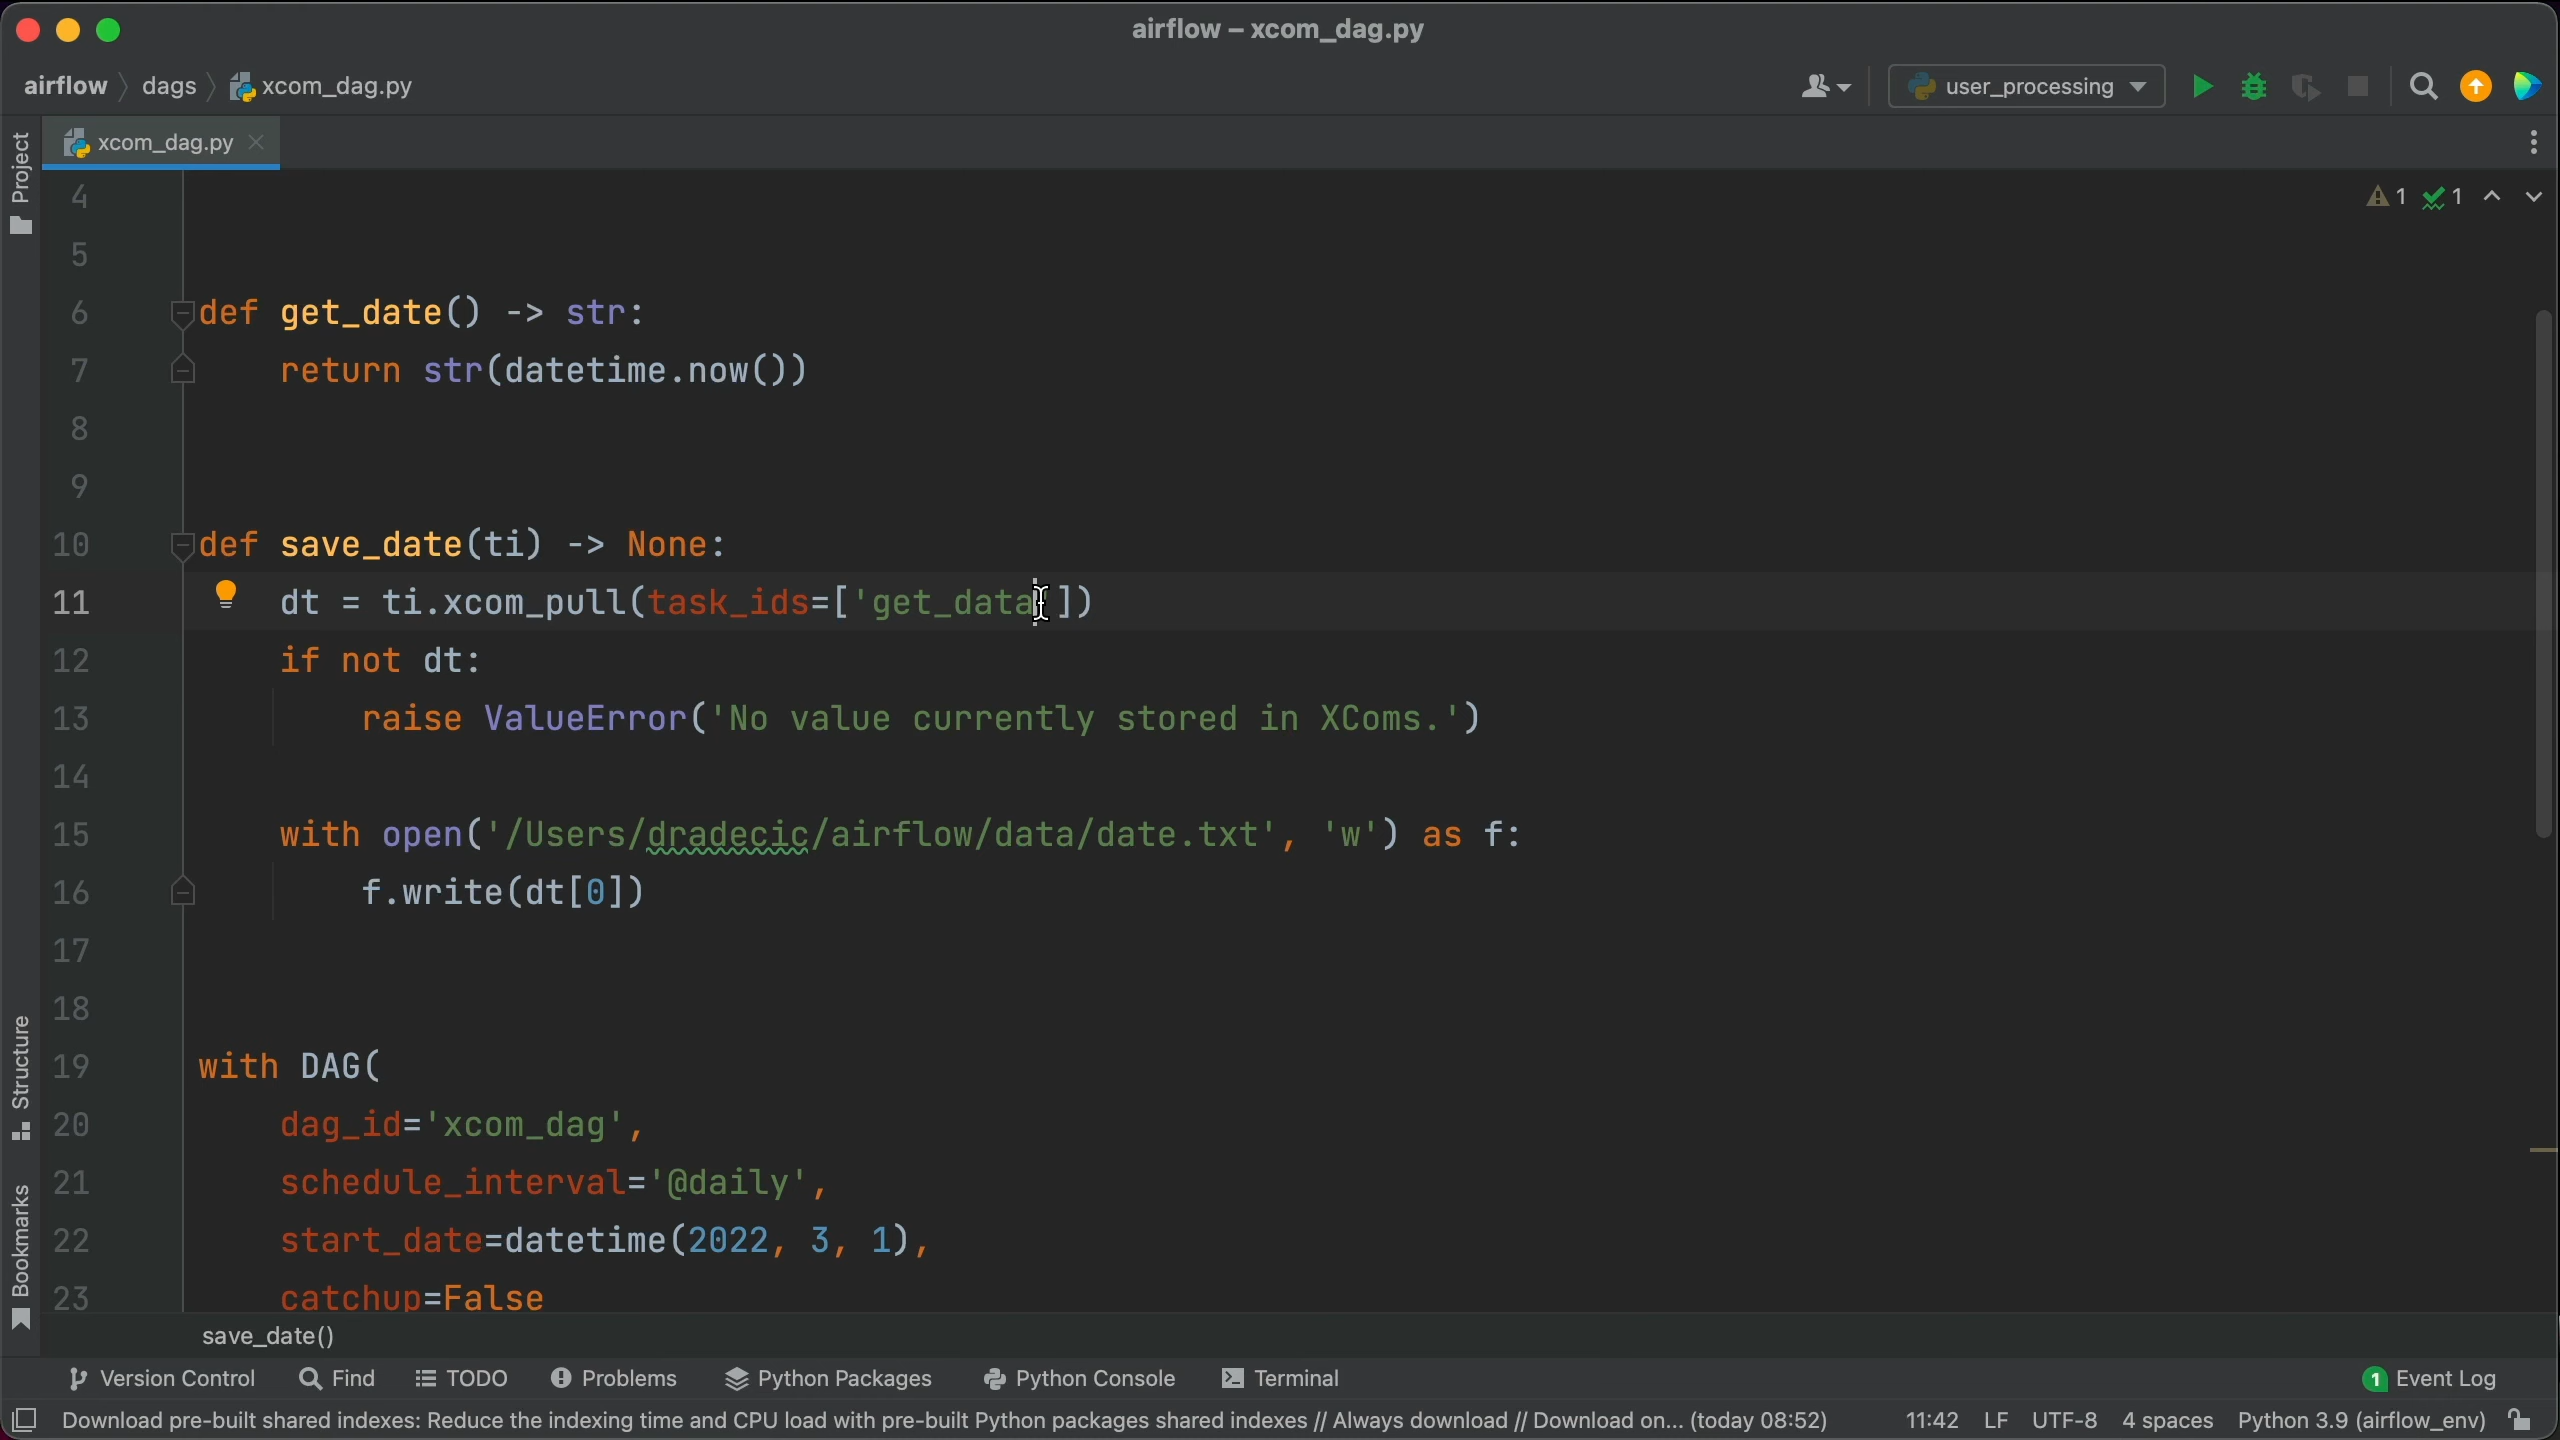 airflow – xcom_dag.py
airflow dags xcom_dag.py user_processing
Project
xcom_dag.py
1 1
4
5
6 def get_date() -> str:
7 return str(datetime.now())
8
9
10 def save_date(ti) -> None:
11 dt = ti.xcom_pull(task_ids=['get_data'])
12 if not dt:
13 raise ValueError('No value currently stored in XComs.')
14
15 with open('/Users/dradecic/airflow/data/date.txt', 'w') as f:
16 f.write(dt[0])
17
18
19 with DAG(
20 dag_id='xcom_dag',
21 schedule_interval='@daily',
22 start_date=datetime(2022, 3, 1),
23 catchup=False
Structure
Bookmarks
save_date()
Version Control Find TODO Problems Python Packages Python Console Terminal 1 Event Log
Download pre-built shared indexes: Reduce the indexing time and CPU load with pre-built Python packages shared indexes // Always download // Download on... (today 08:52) 11:42 LF UTF-8 4 spaces Python 3.9 (airflow_env)